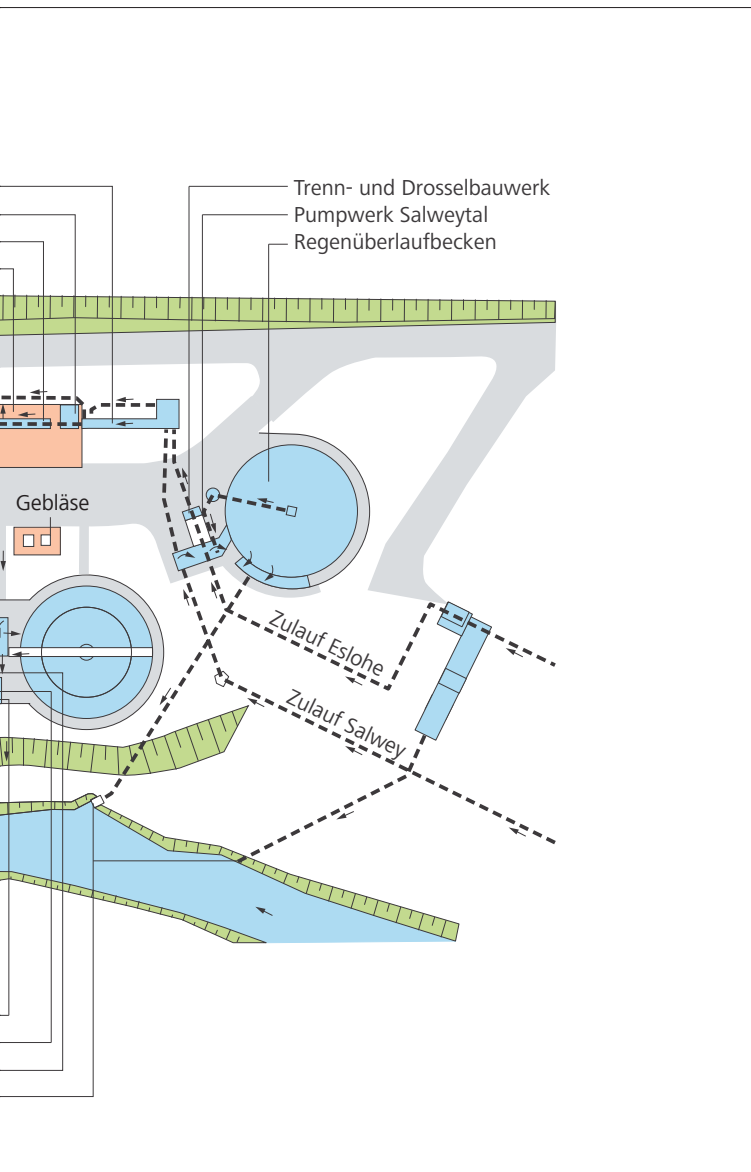 Trenn- und Drosselbauwerk
Pumpwerk Salweytal
Regenüberlaufbecken
Gebläse
Zulauf Eslohe
Zulauf Salwey